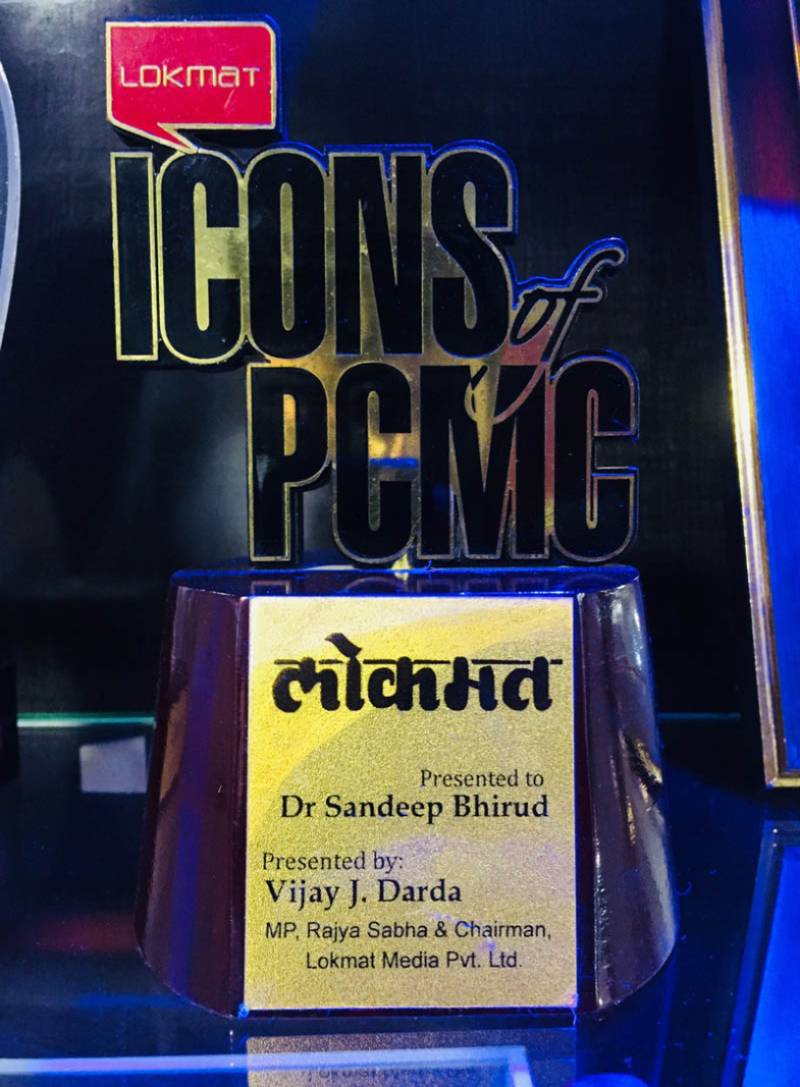 LOKMAT
ICONS of
PCMC
लोकमत
Presented to
Dr Sandeep Bhirud
Presented by:
Vijay J. Darda
MP, Rajya Sabha & Chairman,
Lokmat Media Pvt. Ltd.